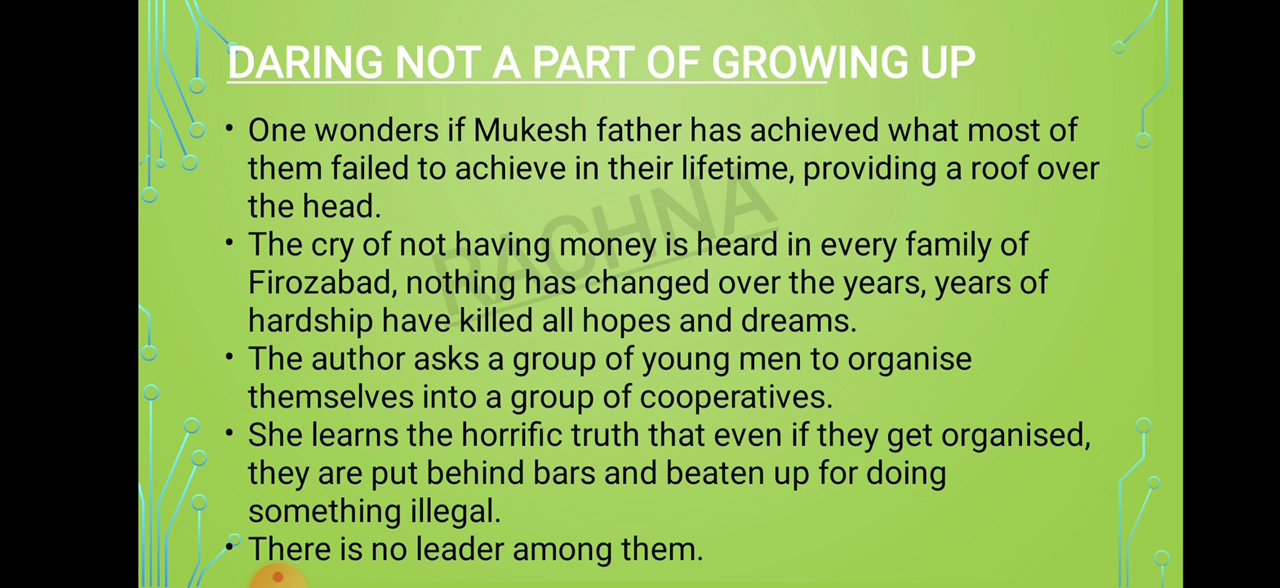 DARING NOT A PART OF GROWING UP
• One wonders if Mukesh father has achieved what most of
them failed to achieve in their lifetime, providing a roof over
the head.
• The cry of not having money is heard in every family of
Firozabad, nothing has changed over the years, years of
hardship have killed all hopes and dreams.
• The author asks a group of young men to organise
themselves into a group of cooperatives.
• She learns the horrific truth that even if they get organised,
they are put behind bars and beaten up for doing
something illegal.
• There is no leader among them.
RACHNA